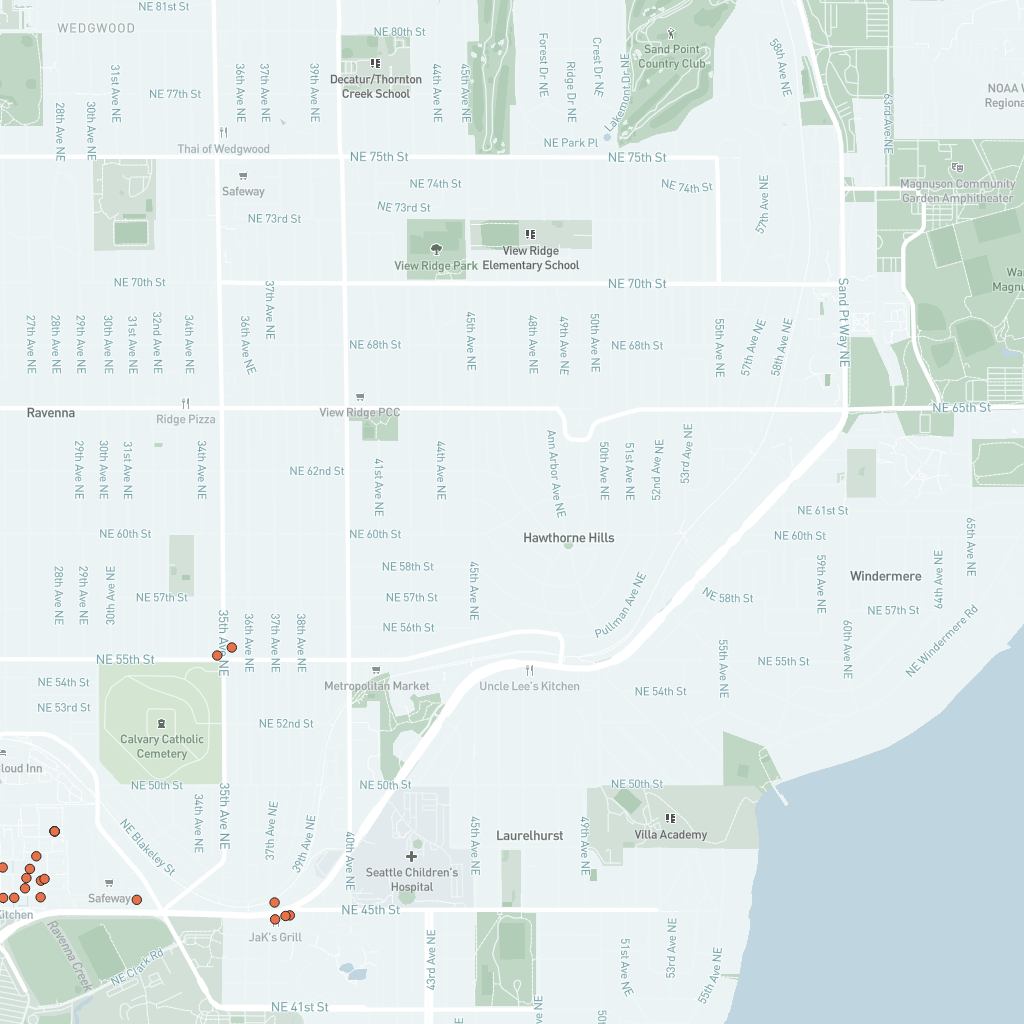 NE 81st St
WEDGWOOD
NE 80th St
Sand Point
Country Club
58th Ave NE
Forest Dr NE
Ridge Dr NE
Crest Dr NE
Lakemont Dr NE
31st Ave NE
36th Ave NE
37th Ave NE
39th Ave NE
Decatur/Thornton
Creek School
44th Ave NE
45th Ave NE
NE 77th St
28th Ave NE
30th Ave NE
63rd Ave NE
NOAA W
Regiona
Thai of Wedgwood
NE Park Pl
NE 75th St
NE 75th St
Safeway
NE 74th St
NE 74th St
57th Ave NE
Magnuson Community
Garden Amphitheater
NE 73rd St
NE 73rd St
View Ridge
Elementary School
View Ridge Park
NE 70th St
NE 70th St
37th Ave NE
Sand Pt Way NE
War
Magnu
27th Ave NE
28th Ave NE
29th Ave NE
30th Ave NE
31st Ave NE
32nd Ave NE
34th Ave NE
36th Ave NE
NE 68th St
45th Ave NE
48th Ave NE
49th Ave NE
50th Ave NE
NE 68th St
55th Ave NE
57th Ave NE
58th Ave NE
Ravenna
Ridge Pizza
View Ridge PCC
NE 65th St
29th Ave NE
30th Ave NE
31st Ave NE
34th Ave NE
NE 62nd St
41st Ave NE
44th Ave NE
Ann Arbor Ave NE
50th Ave NE
51st Ave NE
52nd Ave NE
53rd Ave NE
NE 61st St
NE 60th St
NE 60th St
Hawthorne Hills
NE 60th St
65th Ave NE
28th Ave NE
29th Ave NE
30th Ave NE
NE 58th St
45th Ave NE
59th Ave NE
Windermere
64th Ave NE
NE 57th St
NE 57th St
NE 58th St
NE 57th St
Pullman Ave NE
35th Ave NE
36th Ave NE
37th Ave NE
38th Ave NE
NE 56th St
60th Ave NE
NE Windermere Rd
NE 55th St
NE 55th St
55th Ave NE
NE 54th St
Metropolitan Market
Uncle Lee's Kitchen
NE 54th St
NE 53rd St
NE 52nd St
Calvary Catholic
Cemetery
loud Inn
NE 50th St
NE 50th St
NE 50th St
35th Ave NE
34th Ave NE
NE Blakeley St
37th Ave NE
39th Ave NE
40th Ave NE
45th Ave NE
Laurelhurst
49th Ave NE
Villa Academy
Seattle Children's
Hospital
Safeway
Kitchen
NE 45th St
JaK's Grill
Ravenna Creek
NE Clark Rd
43rd Ave NE
51st Ave NE
53rd Ave NE
55th Ave NE
NE 41st St
ve NE
50t